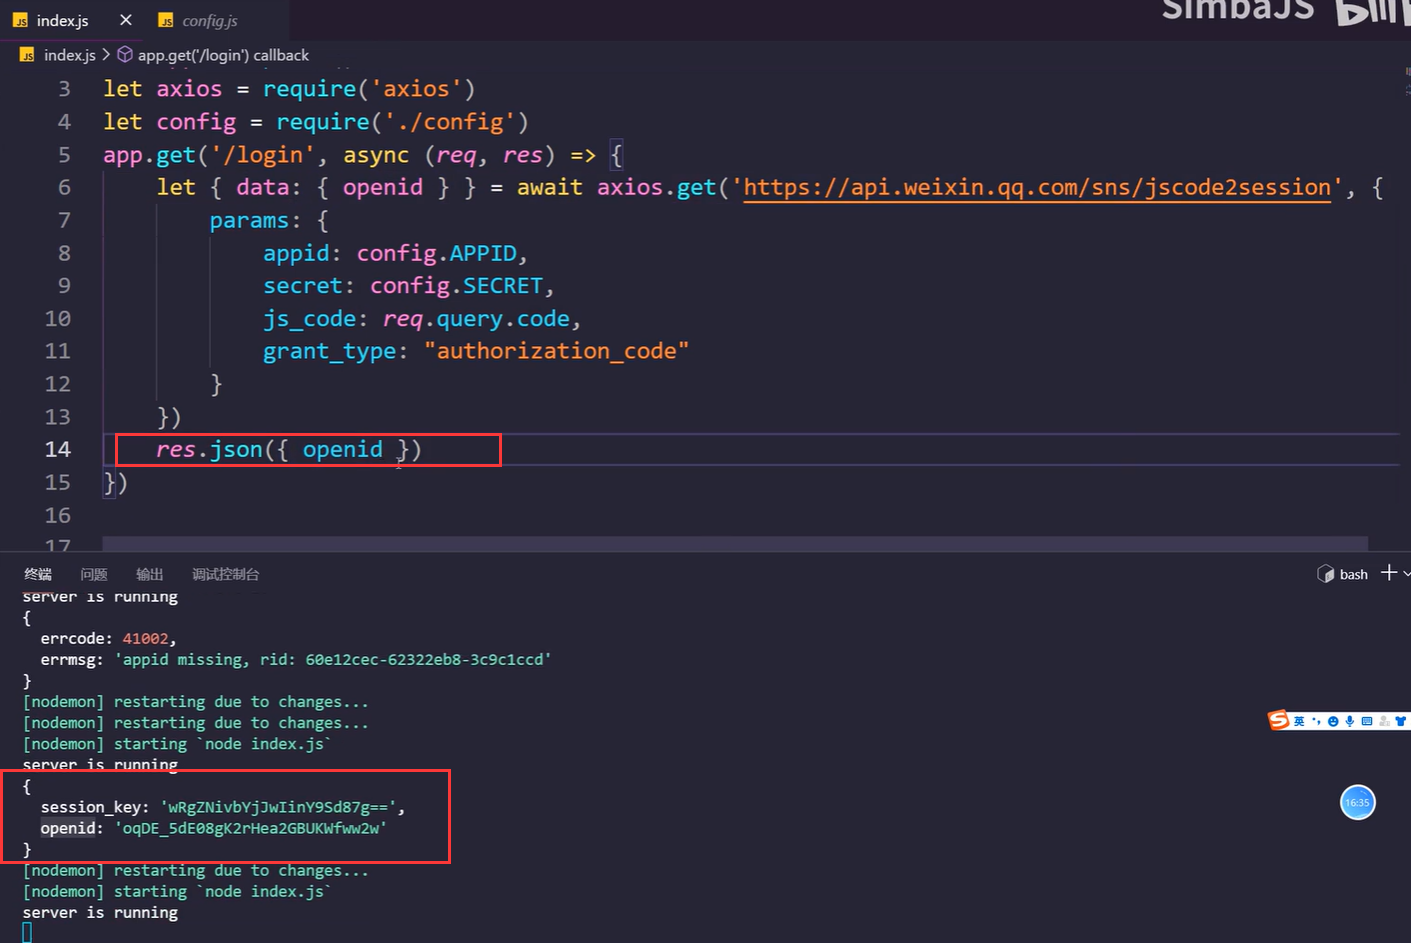 index.js
config.js
SimbaJS
index.js > app.get('/login') callback
3 let axios = require('axios')
4 let config = require('./config')
5 app.get('/login', async (req, res) => {
6 let { data: { openid } } = await axios.get('https://api.weixin.qq.com/sns/jscode2session', {
7 params: {
8 appid: config.APPID,
9 secret: config.SECRET,
10 js_code: req.query.code,
11 grant_type: "authorization_code"
12 }
13 })
14 res.json({ openid })
15 })
16
17
终端 问题 输出 调试控制台
bash
server is running
{
errcode: 41002,
errmsg: 'appid missing, rid: 60e12cec-62322eb8-3c9c1ccd'
}
[nodemon] restarting due to changes...
[nodemon] restarting due to changes...
[nodemon] starting `node index.js`
server is running
{
session_key: 'wRgZNivbYjJwIinY9Sd87g==',
openid: 'oqDE_5dE08gK2rHea2GBUKWfww2w'
}
[nodemon] restarting due to changes...
[nodemon] starting `node index.js`
server is running
英
16:35